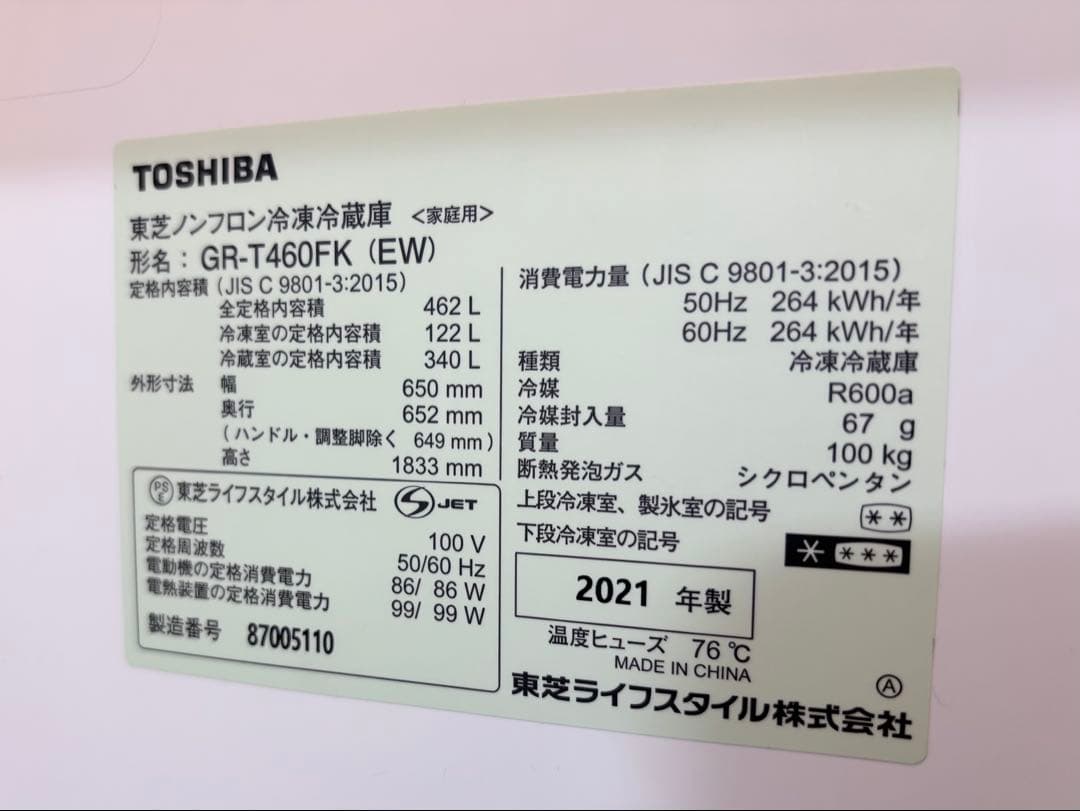 TOSHIBA
東芝ノンフロン冷凍冷蔵庫 <家庭用>
形名：GR-T460FK (EW)
定格内容積 (JIS C 9801-3:2015)
全定格内容積 462 L
冷凍室の定格内容積 122 L
冷蔵室の定格内容積 340 L
外形寸法 幅 650 mm
奥行 652 mm
(ハンドル・調整脚除く 649 mm)
高さ 1833 mm
PS E 東芝ライフスタイル株式会社 S JET
定格電圧 100 V
定格周波数 50/60 Hz
電動機の定格消費電力 86/ 86 W
電熱装置の定格消費電力 99/ 99 W
製造番号 87005110
消費電力量 (JIS C 9801-3:2015)
50Hz 264 kWh/年
60Hz 264 kWh/年
種類 冷凍冷蔵庫
冷媒 R600a
冷媒封入量 67 g
質量 100 kg
断熱発泡ガス シクロペンタン
上段冷凍室、製氷室の記号 **
下段冷凍室の記号 * ***
2021 年製
温度ヒューズ 76 ℃
MADE IN CHINA
Ⓐ
東芝ライフスタイル株式会社